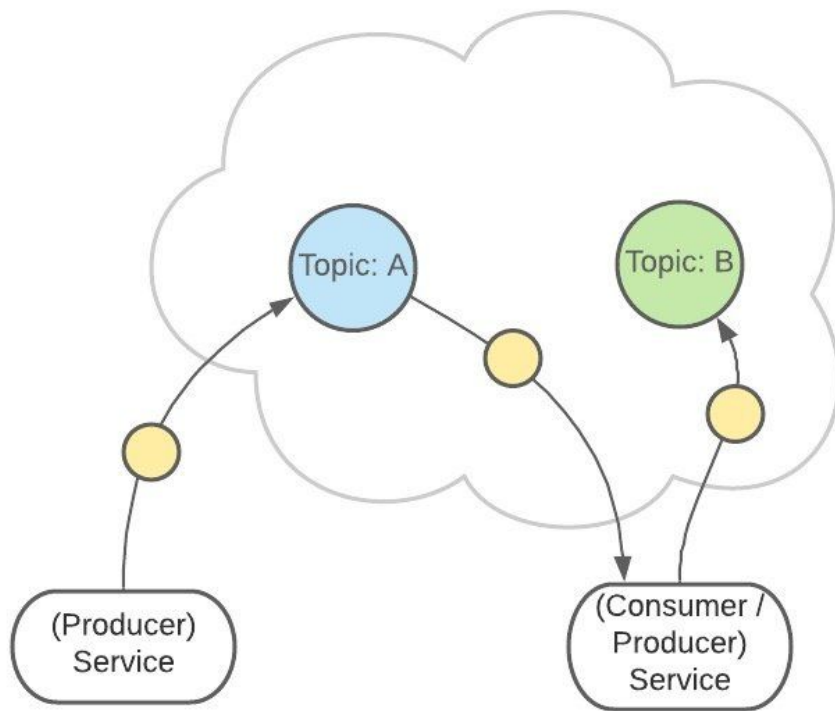 Topic: A
Topic: B
(Producer)
Service
(Consumer /
Producer)
Service